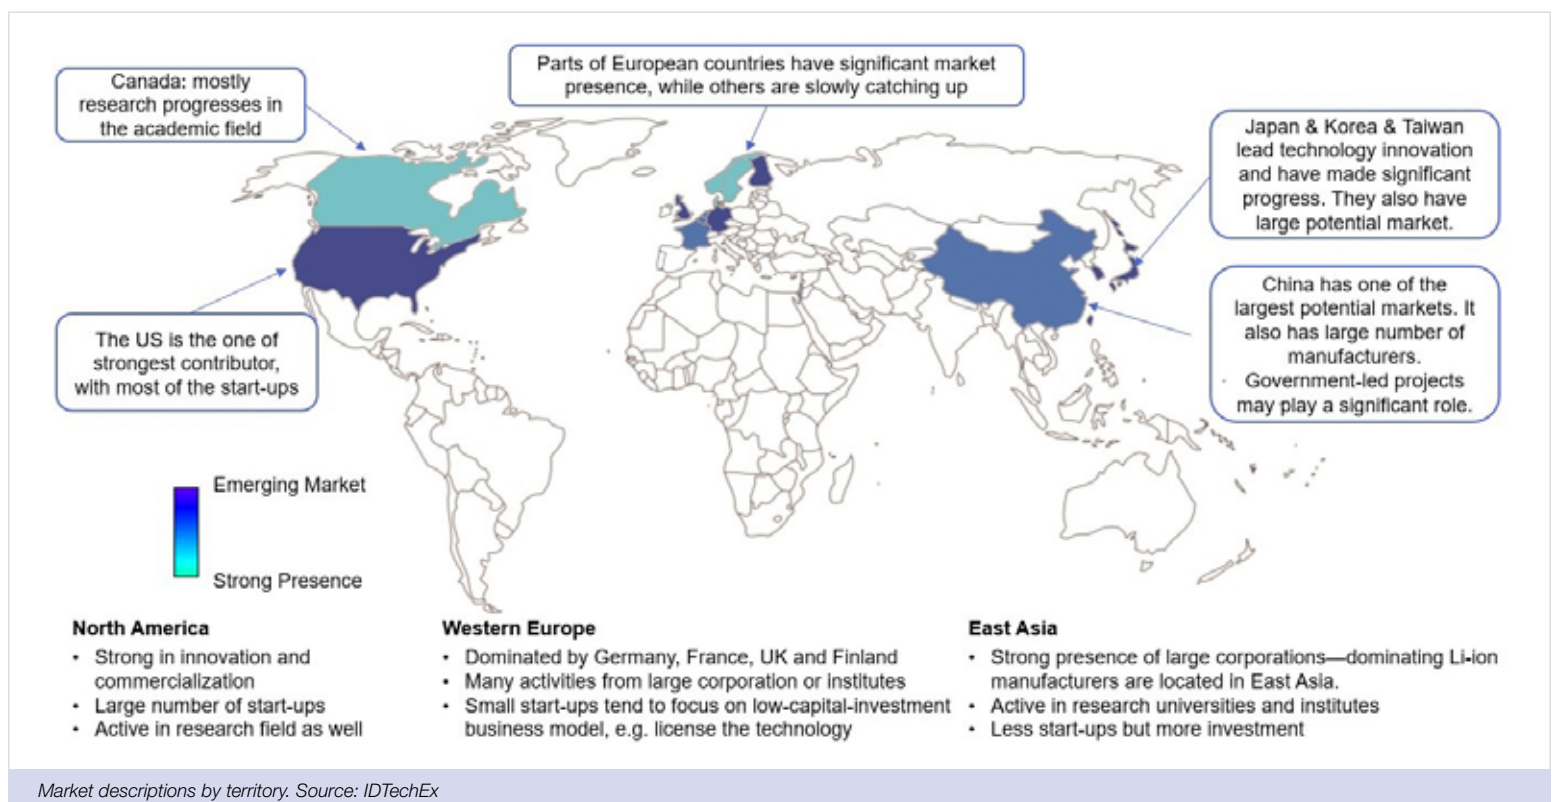 Canada: mostly
research progresses in
the academic field
Parts of European countries have significant market
presence, while others are slowly catching up
Japan & Korea & Taiwan
lead technology innovation
and have made significant
progress. They also have
large potential market.
The US is the one of
strongest contributor,
with most of the start-ups
China has one of the
largest potential markets. It
also has large number of
manufacturers.
Government-led projects
may play a significant role.
Emerging Market
Strong Presence
North America
• Strong in innovation and
commercialization
• Large number of start-ups
• Active in research field as well
Western Europe
• Dominated by Germany, France, UK and Finland
• Many activities from large corporation or institutes
• Small start-ups tend to focus on low-capital-investment
business model, e.g. license the technology
East Asia
• Strong presence of large corporations—dominating Li-ion
manufacturers are located in East Asia.
• Active in research universities and institutes
• Less start-ups but more investment
Market descriptions by territory. Source: IDTechEx